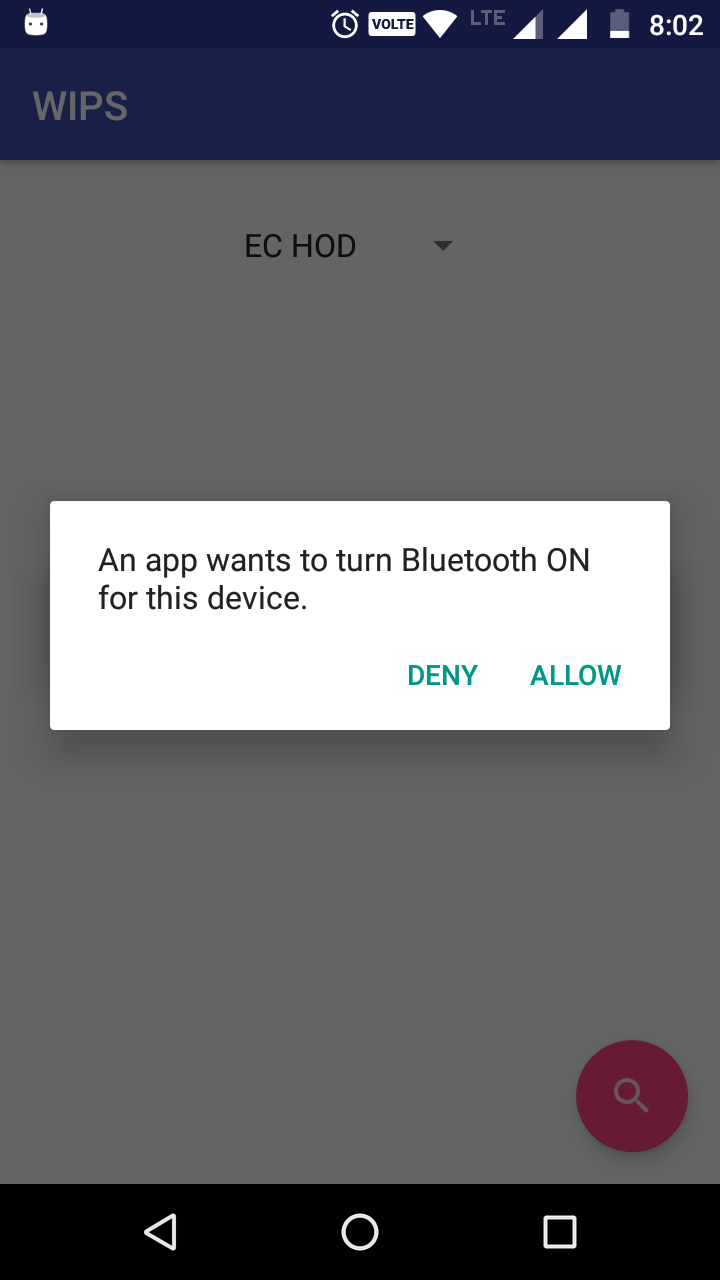 VOLTE LTE 8:02
WIPS
EC HOD
An app wants to turn Bluetooth ON
for this device.
DENY ALLOW